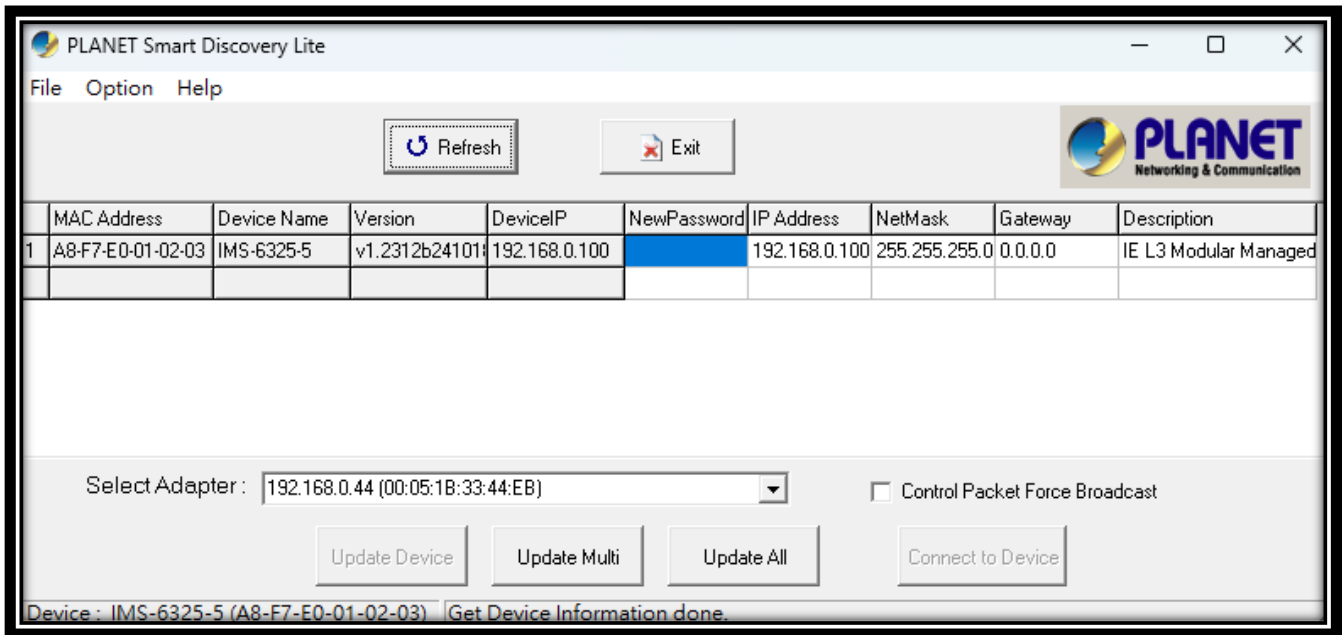 PLANET Smart Discovery Lite
File Option Help
Refresh Exit
PLANET
Networking & Communication
MAC Address Device Name Version DeviceIP NewPassword IP Address NetMask Gateway Description
1 A8-F7-E0-01-02-03 IMS-6325-5 v1.2312b24101 192.168.0.100 192.168.0.100 255.255.255.0 0.0.0.0 IE L3 Modular Managed
Select Adapter : 192.168.0.44 (00:05:1B:33:44:EB) Control Packet Force Broadcast
Update Device Update Multi Update All Connect to Device
Device : IMS-6325-5 (A8-F7-E0-01-02-03) Get Device Information done.